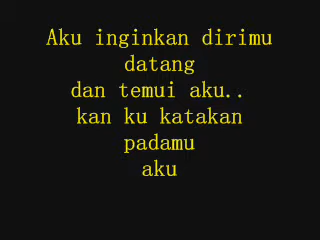 Aku inginkan dirimu
datang
dan temui aku..
kan ku katakan
padamu
aku